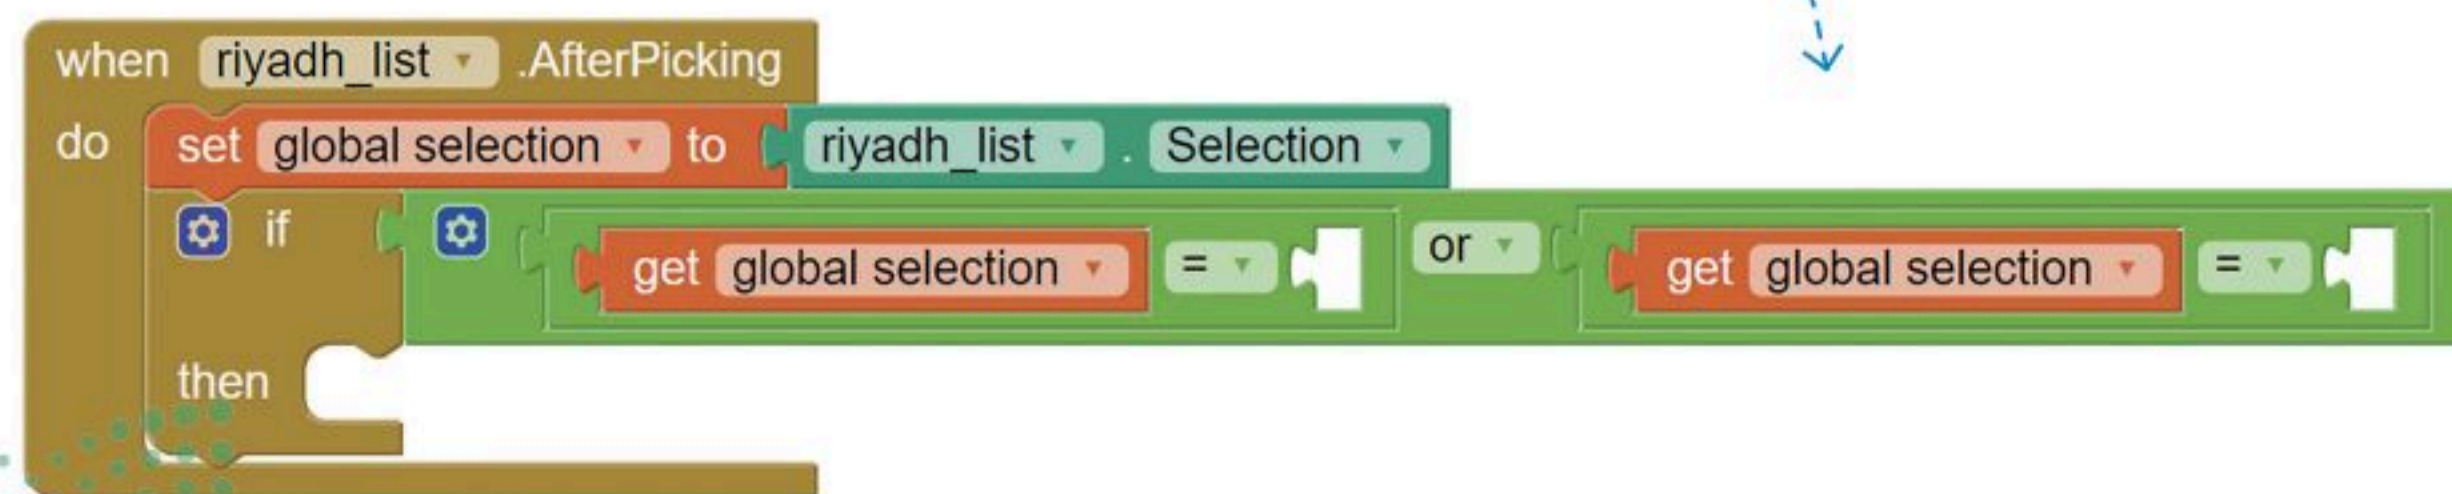 when riyadh_list .AfterPicking
do set global selection to riyadh_list . Selection
if get global selection = or get global selection =
then